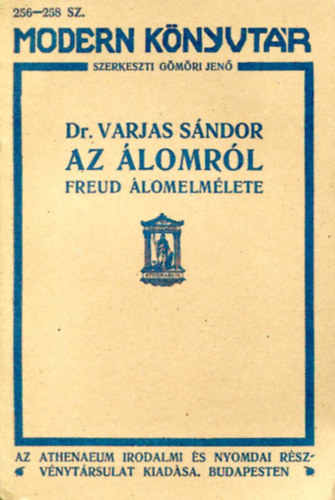 256—258 SZ.
MODERN KÖNYVTÁR
SZERKESZTI GÖMÖRI JENŐ
Dr. VARJAS SÁNDOR
AZ ÁLOMRÓL
FREUD ÁLOMELMÉLETE
ATHENAEUM
AZ ATHENAEUM IRODALMI ÉS NYOMDAI RÉSZ-
VÉNYTÁRSULAT KIADÁSA. BUDAPESTEN